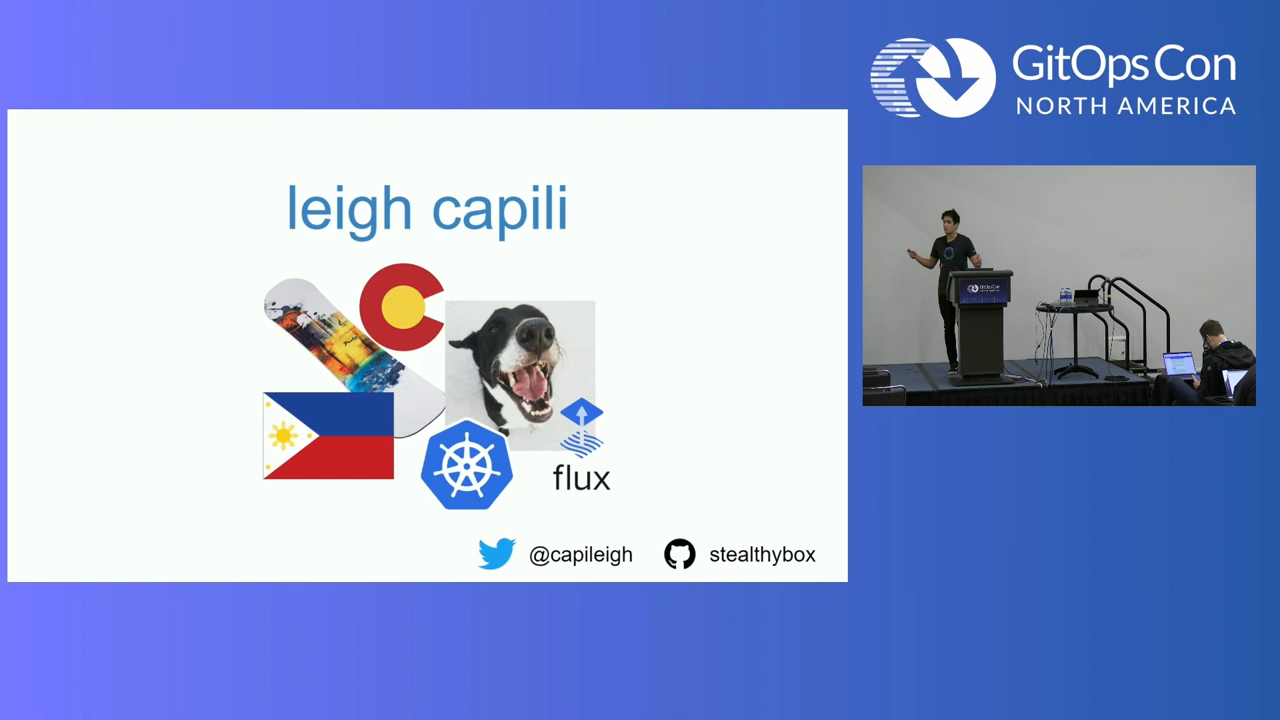 GitOpsCon
NORTH AMERICA
leigh capili
flux
@capileigh
stealthybox